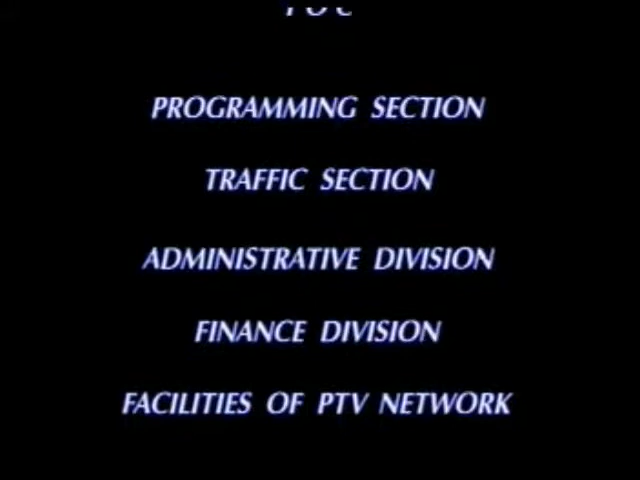 PROGRAMMING SECTION
TRAFFIC SECTION
ADMINISTRATIVE DIVISION
FINANCE DIVISION
FACILITIES OF PTV NETWORK